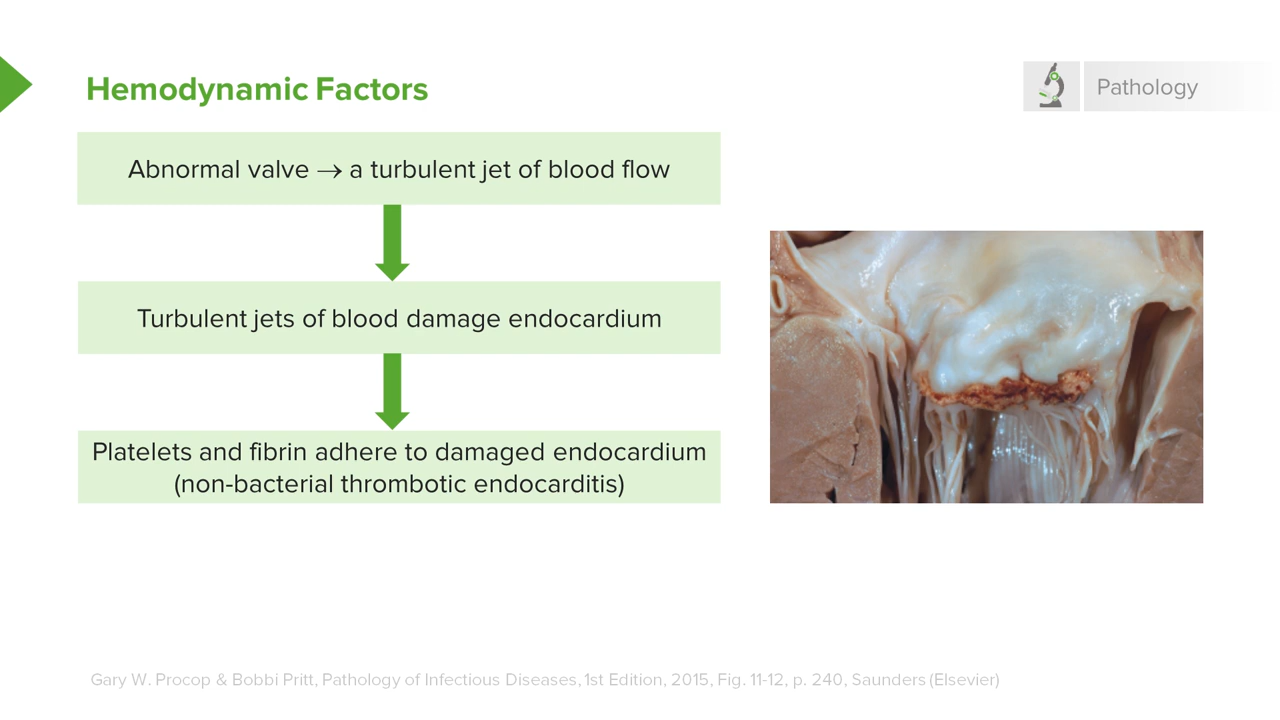 Hemodynamic Factors
Pathology
Abnormal valve → a turbulent jet of blood flow
Turbulent jets of blood damage endocardium
Platelets and fibrin adhere to damaged endocardium
(non-bacterial thrombotic endocarditis)
Gary W. Procop & Bobbi Pritt, Pathology of Infectious Diseases, 1st Edition, 2015, Fig. 11-12, p. 240, Saunders (Elsevier)